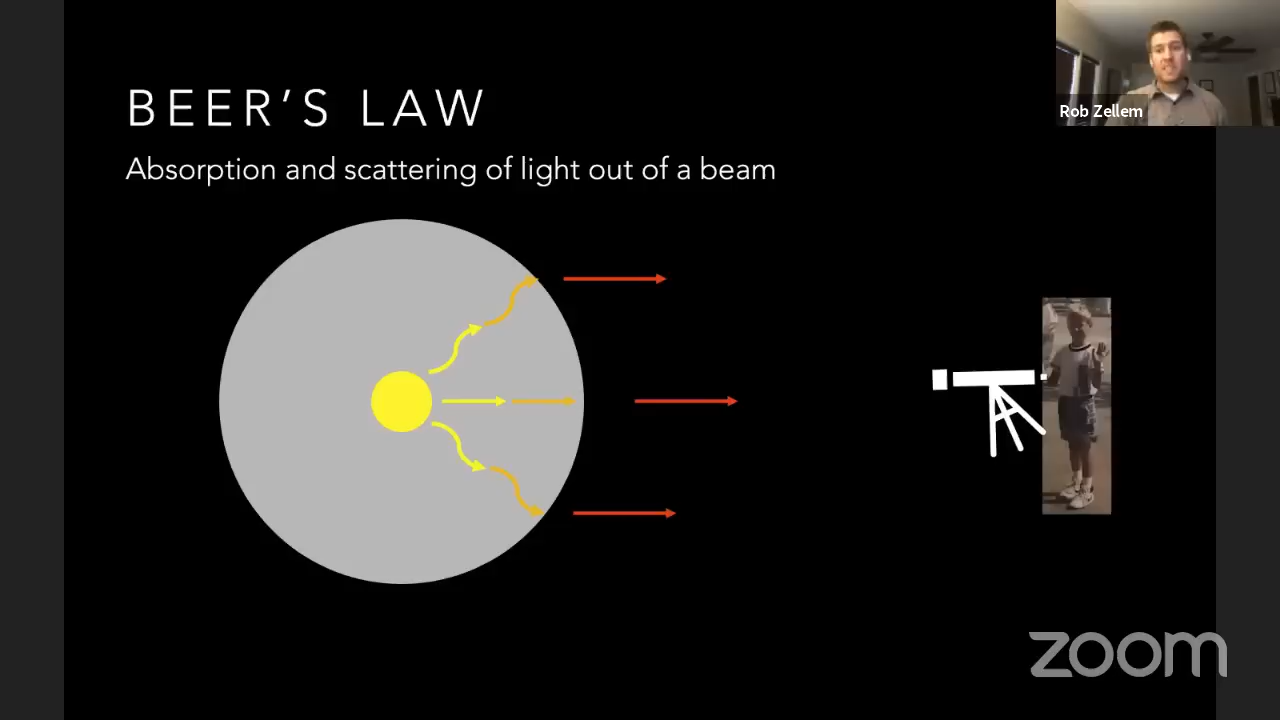 BEER'S LAW
Absorption and scattering of light out of a beam
Rob Zellem
zoom